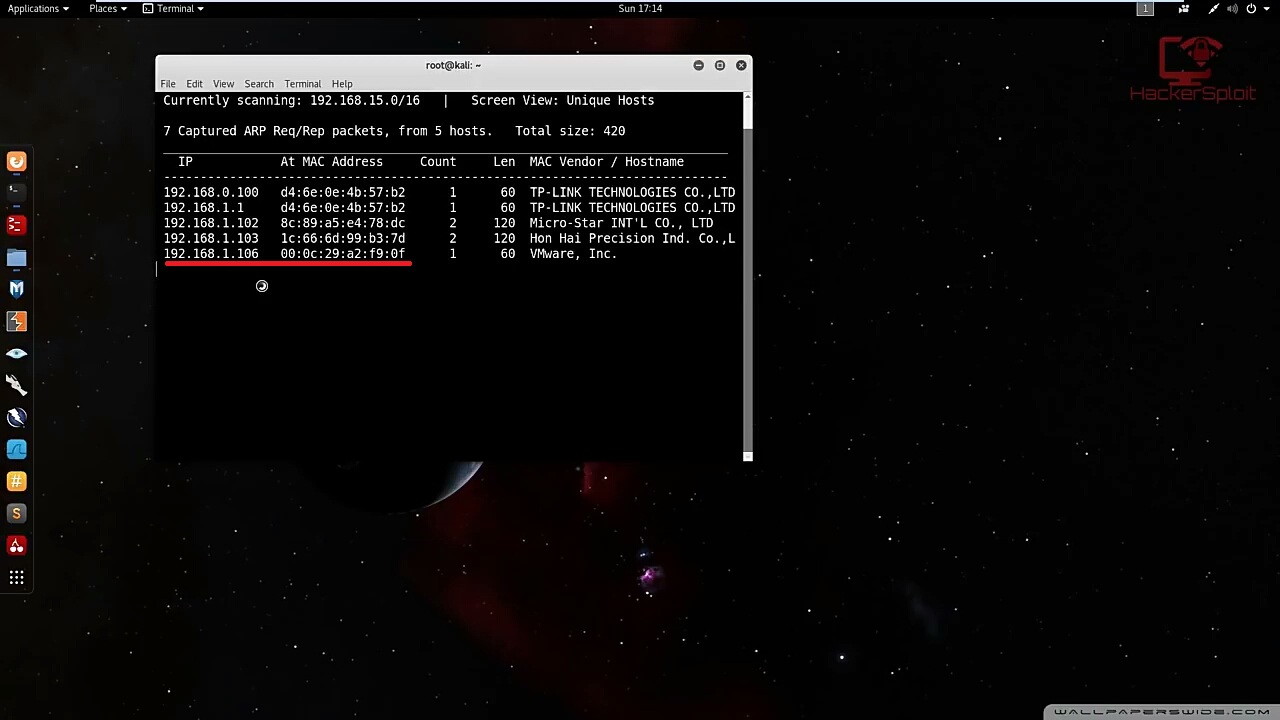 Applications Places Terminal Sun 17:14 1
HackerSploit
root@kali: ~
File Edit View Search Terminal Help
Currently scanning: 192.168.15.0/16 | Screen View: Unique Hosts
7 Captured ARP Req/Rep packets, from 5 hosts. Total size: 420
IP At MAC Address Count Len MAC Vendor / Hostname
-----------------------------------------------------------------------------
192.168.0.100 d4:6e:0e:4b:57:b2 1 60 TP-LINK TECHNOLOGIES CO.,LTD
192.168.1.1 d4:6e:0e:4b:57:b2 1 60 TP-LINK TECHNOLOGIES CO.,LTD
192.168.1.102 8c:89:a5:e4:78:dc 2 120 Micro-Star INT'L CO., LTD
192.168.1.103 1c:66:6d:99:b3:7d 2 120 Hon Hai Precision Ind. Co.,L
192.168.1.106 00:0c:29:a2:f9:0f 1 60 VMware, Inc.
WALLPAPERSWIDE.COM